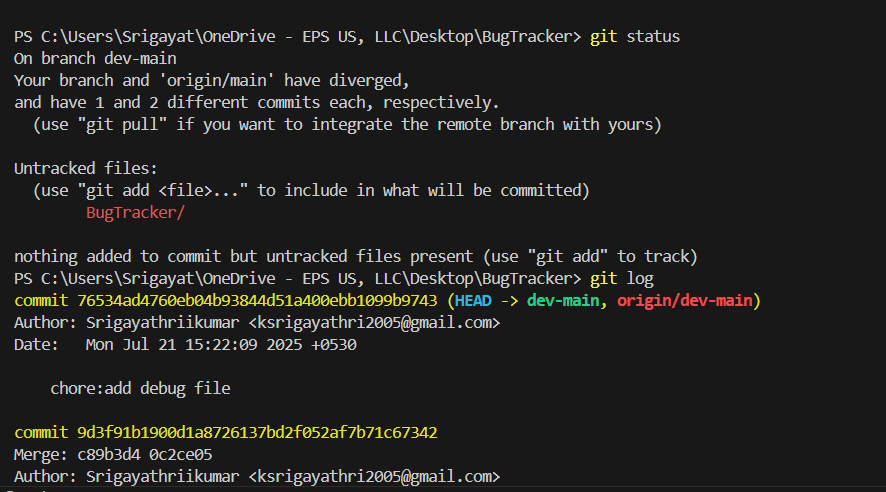 PS C:\Users\Srigayat\OneDrive - EPS US, LLC\Desktop\BugTracker> git status
On branch dev-main
Your branch and 'origin/main' have diverged,
and have 1 and 2 different commits each, respectively.
  (use "git pull" if you want to integrate the remote branch with yours)
Untracked files:
  (use "git add <file>..." to include in what will be committed)
        BugTracker/
nothing added to commit but untracked files present (use "git add" to track)
PS C:\Users\Srigayat\OneDrive - EPS US, LLC\Desktop\BugTracker> git log
commit 76534ad4760eb04b93844d51a400ebb1099b9743 (HEAD -> dev-main, origin/dev-main)
Author: Srigayathriikumar <ksrigayathri2005@gmail.com>
Date:   Mon Jul 21 15:22:09 2025 +0530
    chore:add debug file
commit 9d3f91b1900d1a8726137bd2f052af7b71c67342
Merge: c89b3d4 0c2ce05
Author: Srigayathriikumar <ksrigayathri2005@gmail.com>